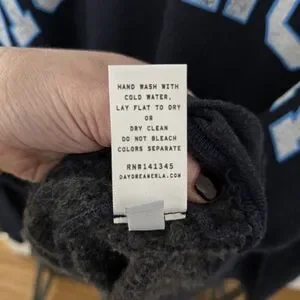 HAND WASH WITH
COLD WATER.
LAY FLAT TO DRY
OR
DRY CLEAN
DO NOT BLEACH
COLORS SEPARATE
RN#141345
DAYDREAMERLA.COM